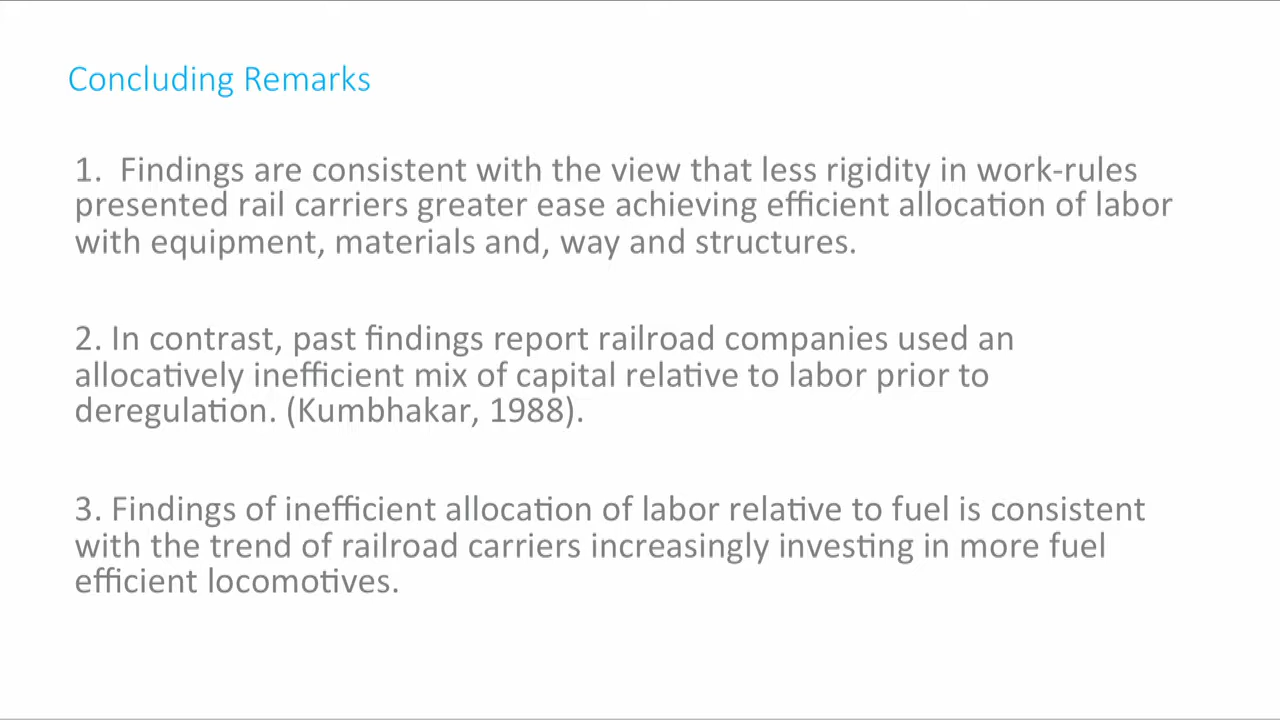 Concluding Remarks
1. Findings are consistent with the view that less rigidity in work-rules
presented rail carriers greater ease achieving efficient allocation of labor
with equipment, materials and, way and structures.
2. In contrast, past findings report railroad companies used an
allocatively inefficient mix of capital relative to labor prior to
deregulation. (Kumbhakar, 1988).
3. Findings of inefficient allocation of labor relative to fuel is consistent
with the trend of railroad carriers increasingly investing in more fuel
efficient locomotives.